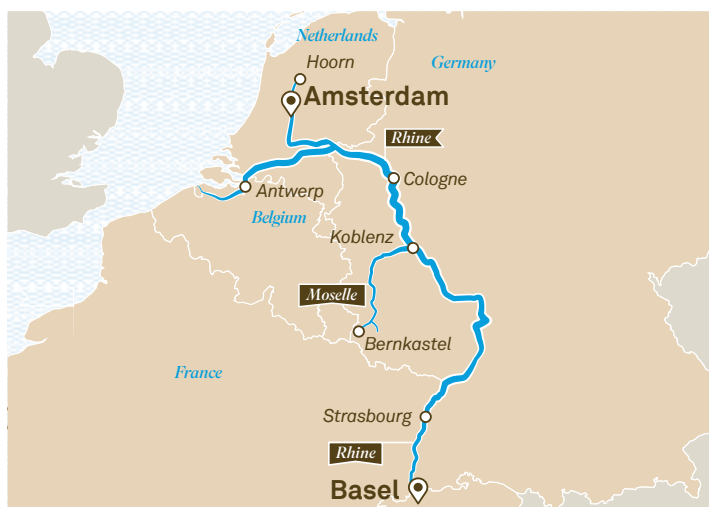 Netherlands
Hoorn
Germany
Amsterdam
Rhine
Cologne
Antwerp
Belgium
Koblenz
Moselle
Bernkastel
France
Strasbourg
Rhine
Basel